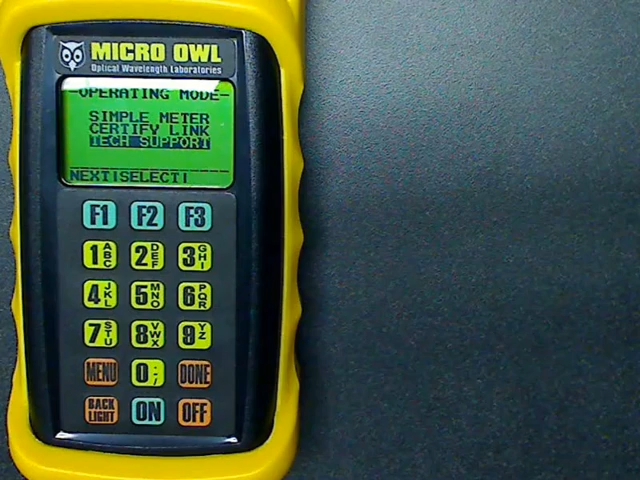 MICRO OWL
Optical Wavelength Laboratories
-OPERATING MODE-
SIMPLE METER
CERTIFY LINK
TECH SUPPORT
NEXT|SELECT|
F1 F2 F3
1 ABC 2 DEF 3 GHI
4 JKL 5 MNO 6 PQR
7 STU 8 VWX 9 YZ
MENU 0 -:/ DONE
BACK LIGHT ON OFF